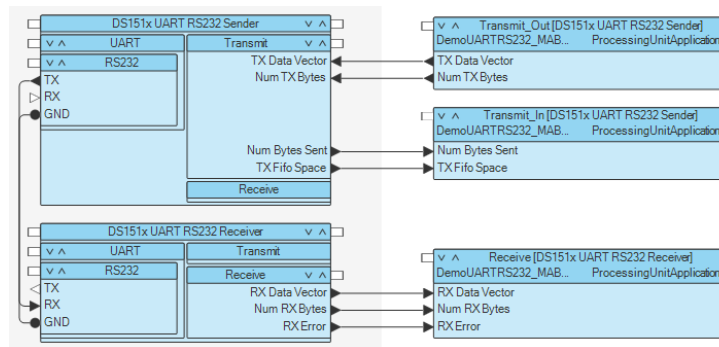 DS151x UART RS232 Sender
UART
Transmit
RS232
TX
RX
GND
TX Data Vector
Num TX Bytes
Num Bytes Sent
TX Fifo Space
Receive
Transmit_Out [DS151x UART RS232 Sender]
DemoUARTRS232_MAB... ProcessingUnitApplication
TX Data Vector
Num TX Bytes
Transmit_In [DS151x UART RS232 Sender]
DemoUARTRS232_MAB... ProcessingUnitApplication
Num Bytes Sent
TX Fifo Space
DS151x UART RS232 Receiver
UART
Transmit
RS232
TX
RX
GND
Receive
RX Data Vector
Num RX Bytes
RX Error
Receive [DS151x UART RS232 Receiver]
DemoUARTRS232_MAB... ProcessingUnitApplication
RX Data Vector
Num RX Bytes
RX Error